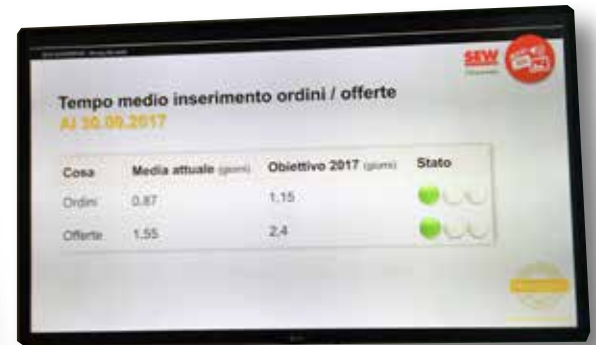 SEW
Tempo medio inserimento ordini / offerte
Al 30.09.2017
Cosa Media attuale (giorni) Obiettivo 2017 (giorni) Stato
Ordini 0.87 1,15
Offerte 1,55 2,4